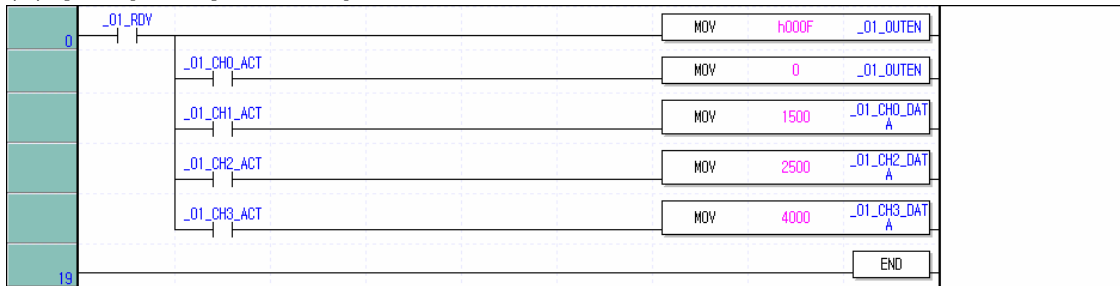 _01_RDY
0 MOV h000F _01_OUTEN
_01_CH0_ACT
MOV 0 _01_OUTEN
_01_CH1_ACT
MOV 1500 _01_CH0_DAT
A
_01_CH2_ACT
MOV 2500 _01_CH2_DAT
A
_01_CH3_ACT
MOV 4000 _01_CH3_DAT
A
END
19